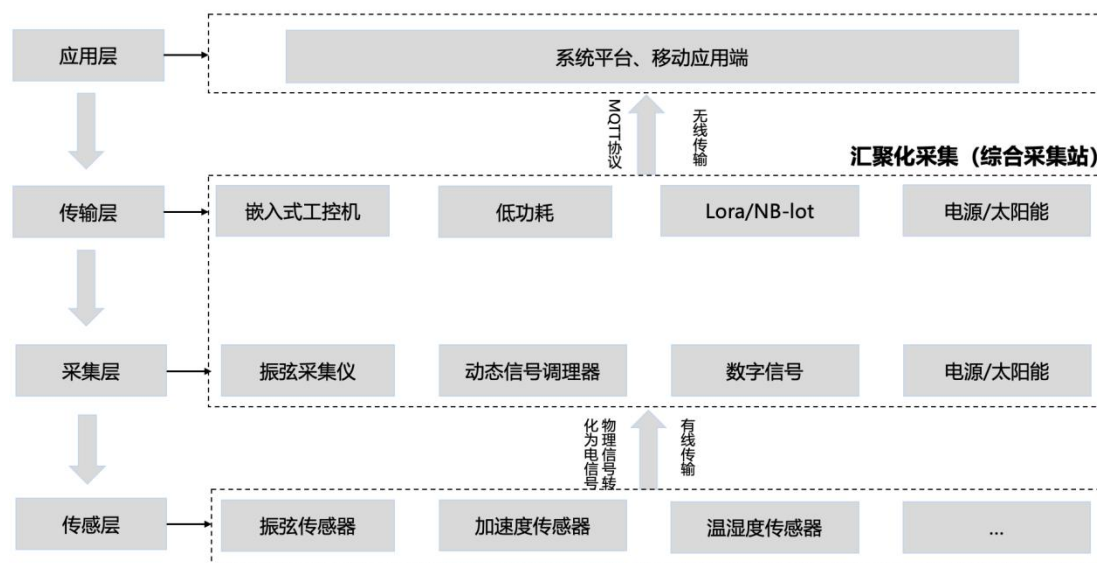 应用层
系统平台、移动应用端
MQTT协议
无线传输
汇聚化采集（综合采集站）
传输层
嵌入式工控机
低功耗
Lora/NB-lot
电源/太阳能
采集层
振弦采集仪
动态信号调理器
数字信号
电源/太阳能
物理信号转
化为电信号
有线传输
传感层
振弦传感器
加速度传感器
温湿度传感器
...